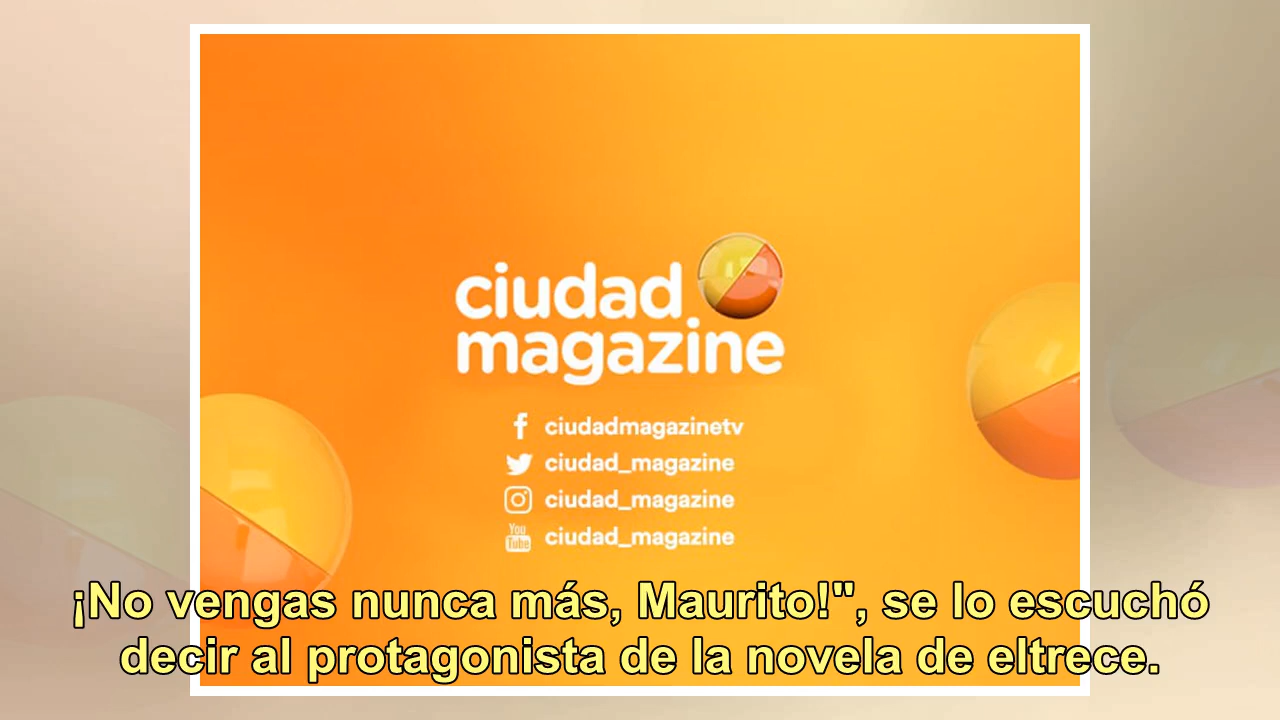 ciudad
magazine
ciudadmagazinetv
ciudad_magazine
ciudad_magazine
You
Tube
ciudad_magazine
¡No vengas nunca más, Maurito!", se lo escuchó
decir al protagonista de la novela de eltrece.